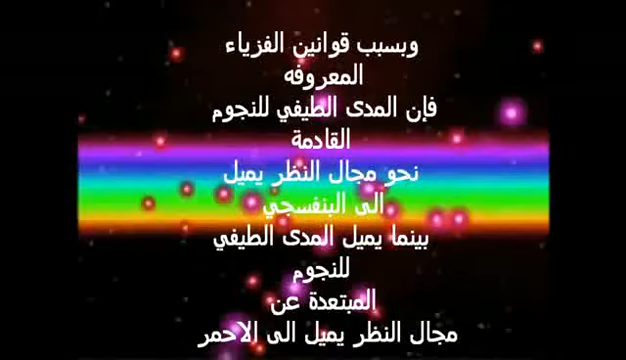 وبسبب قوانين الفزياء
المعروفه
فإن المدى الطيفي للنجوم
القادمة
نحو مجال النظر يميل
الى البنفسجي
بينما يميل المدى الطيفي
للنجوم
المبتعدة عن
مجال النظر يميل الى الاحمر